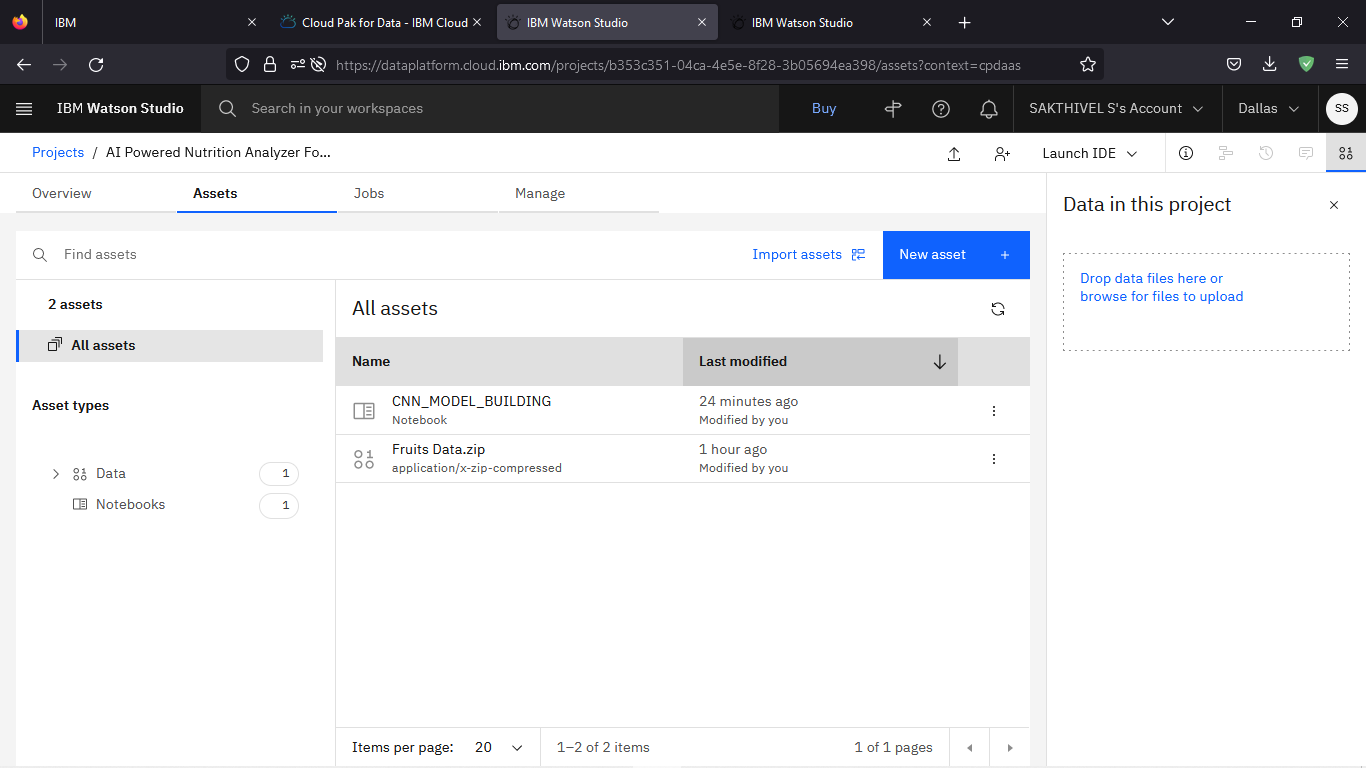 IBM
Cloud Pak for Data - IBM Cloud
IBM Watson Studio
IBM Watson Studio
https://dataplatform.cloud.ibm.com/projects/b353c351-04ca-4e5e-8f28-3b05694ea398/assets?context=cpdaas
IBM Watson Studio
Search in your workspaces
Buy
SAKTHIVEL S's Account
Dallas
SS
Projects / AI Powered Nutrition Analyzer Fo...
Launch IDE
Overview
Assets
Jobs
Manage
Data in this project
Drop data files here or
browse for files to upload
Find assets
Import assets
New asset +
2 assets
All assets
Asset types
Data 1
Notebooks 1
All assets
Name
Last modified
CNN_MODEL_BUILDING
Notebook
24 minutes ago
Modified by you
Fruits Data.zip
application/x-zip-compressed
1 hour ago
Modified by you
Items per page: 20
1–2 of 2 items
1 of 1 pages